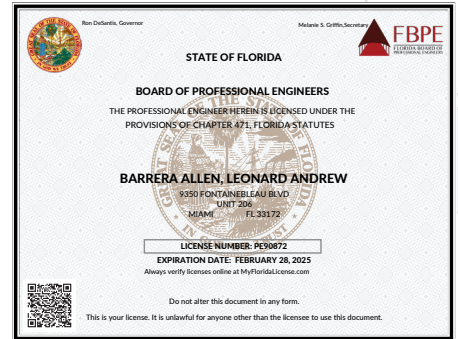 Ron DeSantis, Governor
Melanie S. Griffin,Secretary
FBPE
FLORIDA BOARD OF
PROFESSIONAL ENGINEERS
STATE OF FLORIDA
BOARD OF PROFESSIONAL ENGINEERS
THE PROFESSIONAL ENGINEER HEREIN IS LICENSED UNDER THE
PROVISIONS OF CHAPTER 471, FLORIDA STATUTES
BARRERA ALLEN, LEONARD ANDREW
9350 FONTAINEBLEAU BLVD
UNIT 206
MIAMI FL 33172
LICENSE NUMBER: PE90872
EXPIRATION DATE: FEBRUARY 28, 2025
Always verify licenses online at MyFloridaLicense.com
Do not alter this document in any form.
This is your license. It is unlawful for anyone other than the licensee to use this document.